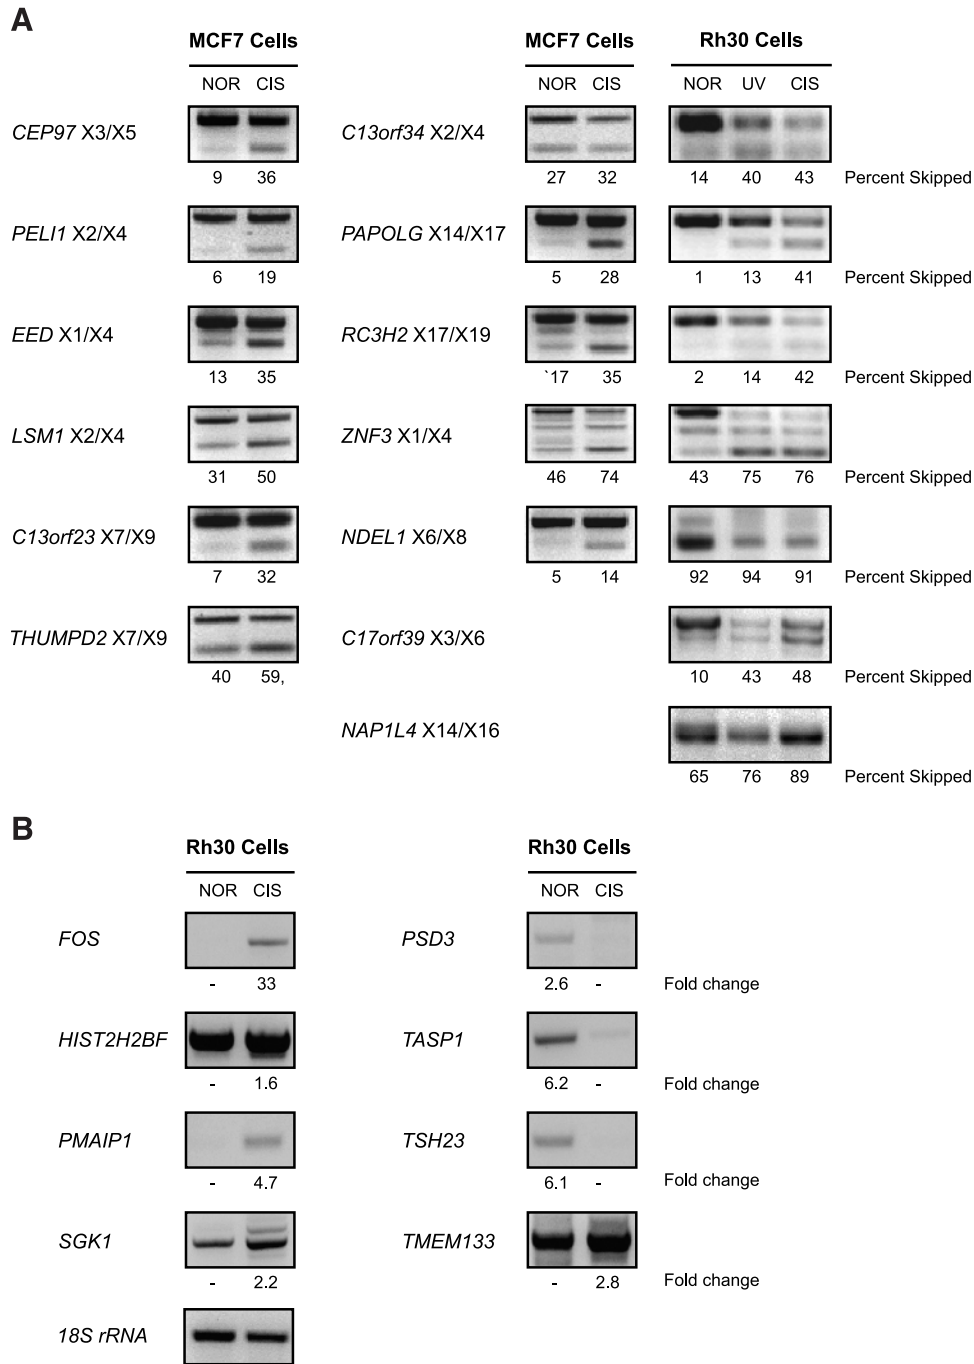 A
MCF7 Cells MCF7 Cells Rh30 Cells
NOR CIS NOR CIS NOR UV CIS
CEP97 X3/X5 C13orf34 X2/X4
9 36 27 32 14 40 43 Percent Skipped
PELI1 X2/X4 PAPOLG X14/X17
6 19 5 28 1 13 41 Percent Skipped
EED X1/X4 RC3H2 X17/X19
13 35 `17 35 2 14 42 Percent Skipped
LSM1 X2/X4 ZNF3 X1/X4
31 50 46 74 43 75 76 Percent Skipped
C13orf23 X7/X9 NDEL1 X6/X8
7 32 5 14 92 94 91 Percent Skipped
THUMPD2 X7/X9 C17orf39 X3/X6
40 59, 10 43 48 Percent Skipped
NAP1L4 X14/X16
65 76 89 Percent Skipped
B
Rh30 Cells Rh30 Cells
NOR CIS NOR CIS
FOS PSD3
- 33 2.6 - Fold change
HIST2H2BF TASP1
- 1.6 6.2 - Fold change
PMAIP1 TSH23
- 4.7 6.1 - Fold change
SGK1 TMEM133
- 2.2 - 2.8 Fold change
18S rRNA